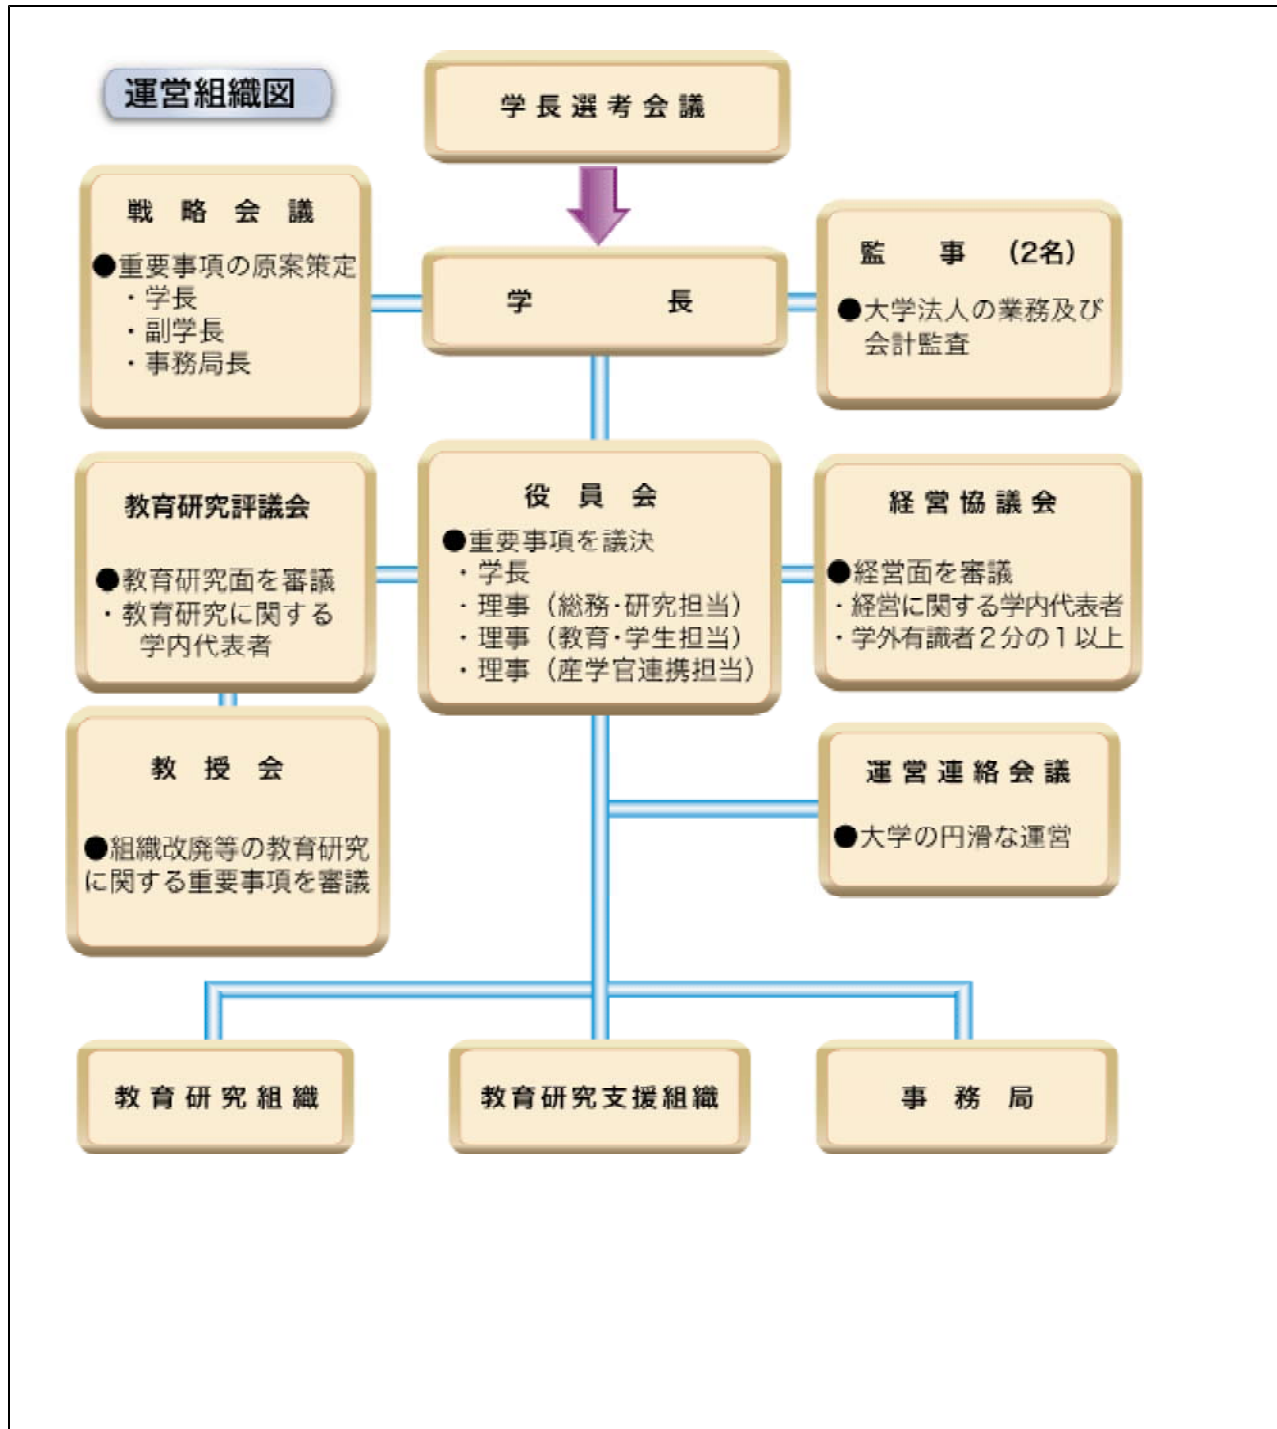 運営組織図
学長選考会議
戦略会議
●重要事項の原案策定
・学長
・副学長
・事務局長
学長
監事 (2名)
●大学法人の業務及び
会計監査
教育研究評議会
●教育研究面を審議
・教育研究に関する
学内代表者
役員会
●重要事項を議決
・学長
・理事（総務・研究担当）
・理事（教育・学生担当）
・理事（産学官連携担当）
経営協議会
●経営面を審議
・経営に関する学内代表者
・学外有識者２分の１以上
教授会
●組織改廃等の教育研究
に関する重要事項を審議
運営連絡会議
●大学の円滑な運営
教育研究組織
教育研究支援組織
事務局